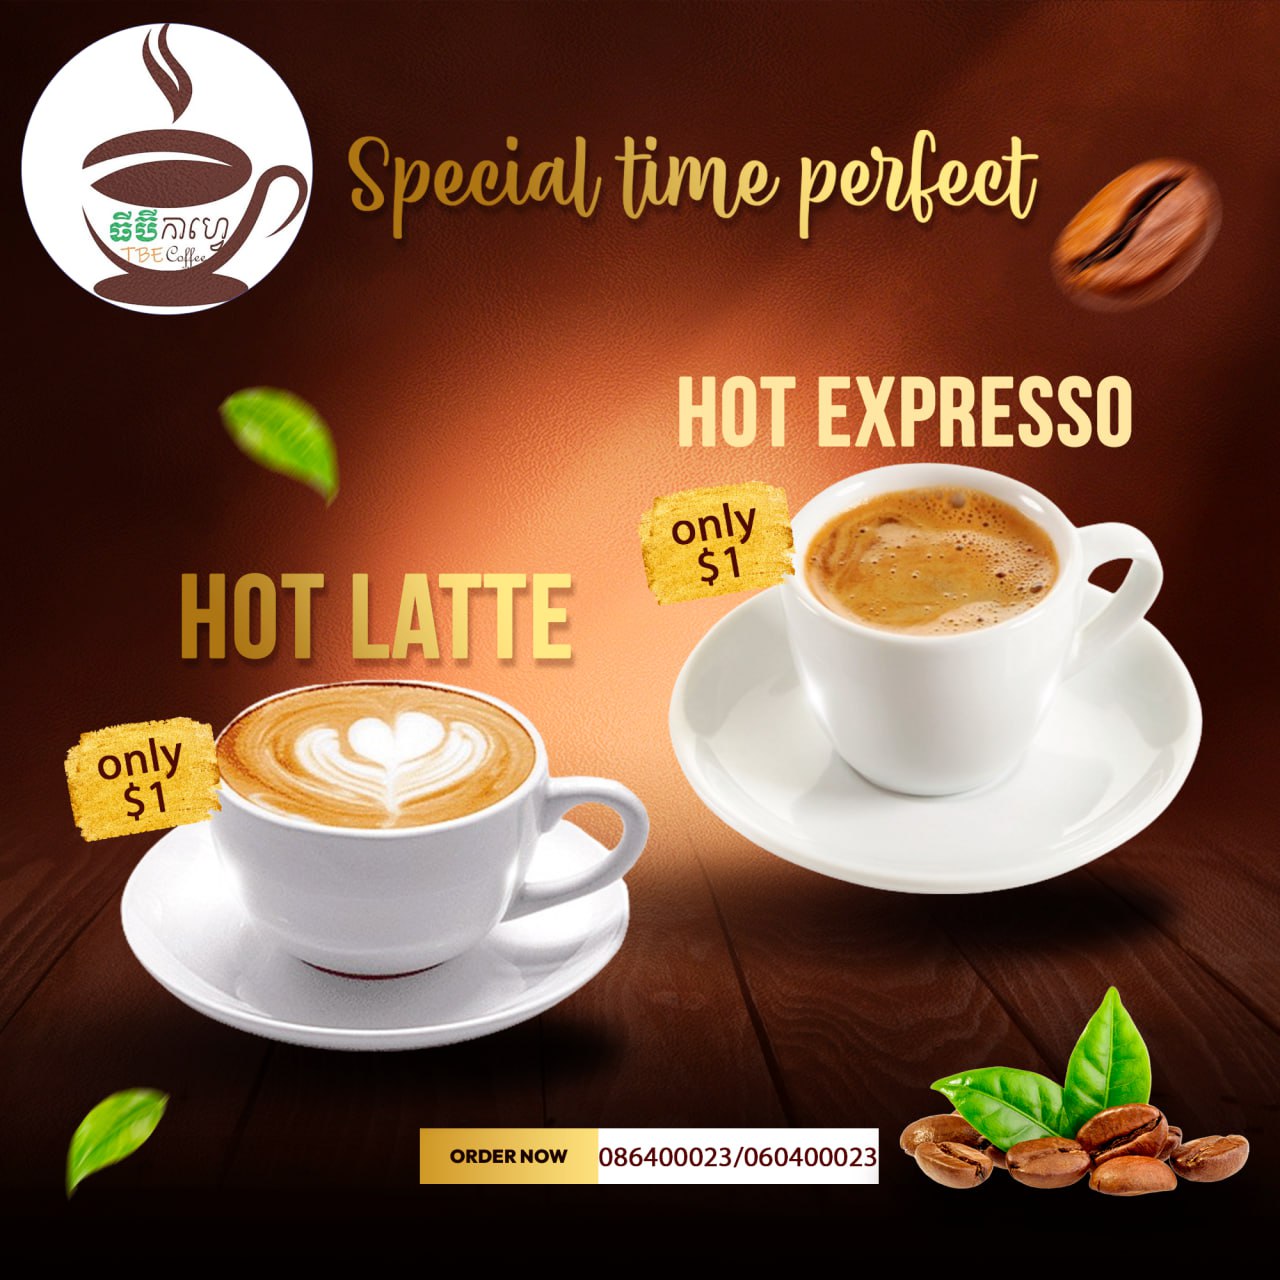 ធីប៊ីកាហ្វេ
TBE Coffee
Special time perfect
HOT EXPRESSO
only
$1
HOT LATTE
only
$1
ORDER NOW 086400023/060400023